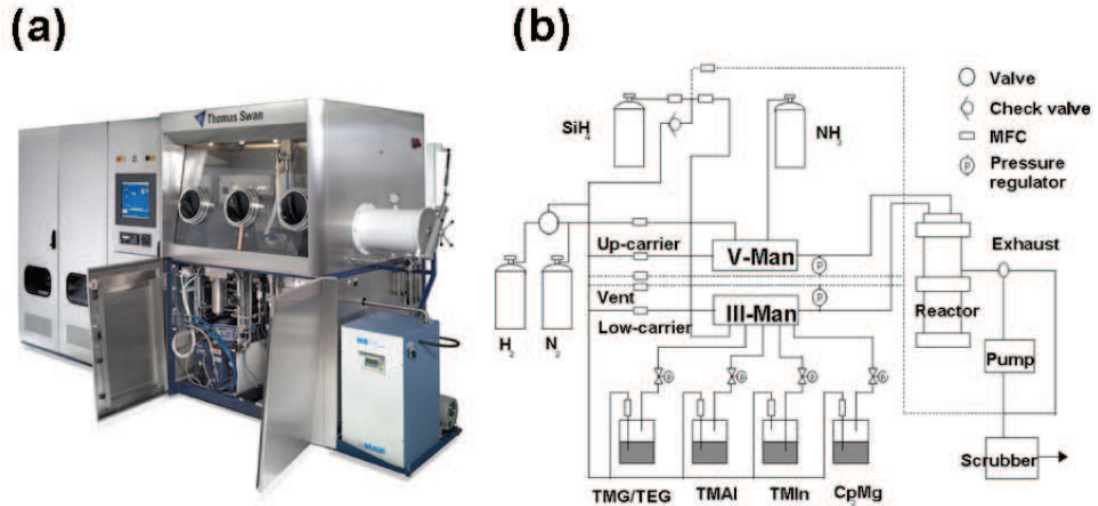 (a)
Thomas Swan
(b)
SiH4
NH3
Valve
Check valve
MFC
P
Pressure
regulator
Up-carrier
V-Man
P
Exhaust
Vent
P
III-Man
Reactor
Low-carrier
H2
N2
Pump
P
P
P
P
Scrubber
TMG/TEG
TMAl
TMIn
Cp2Mg